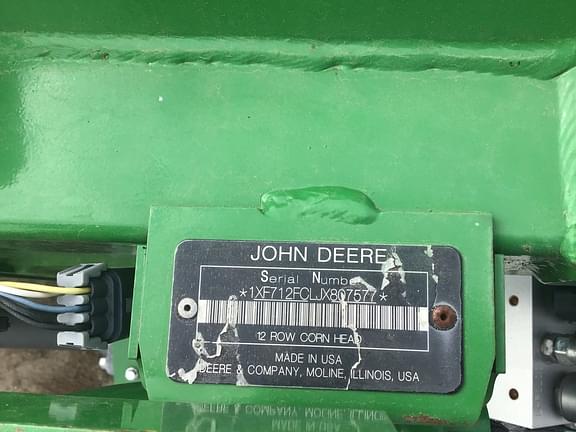 JOHN DEERE
Serial Number
*1XF712FCLJX807577*
12 ROW CORN HEAD
MADE IN USA
DEERE & COMPANY, MOLINE, ILLINOIS, USA